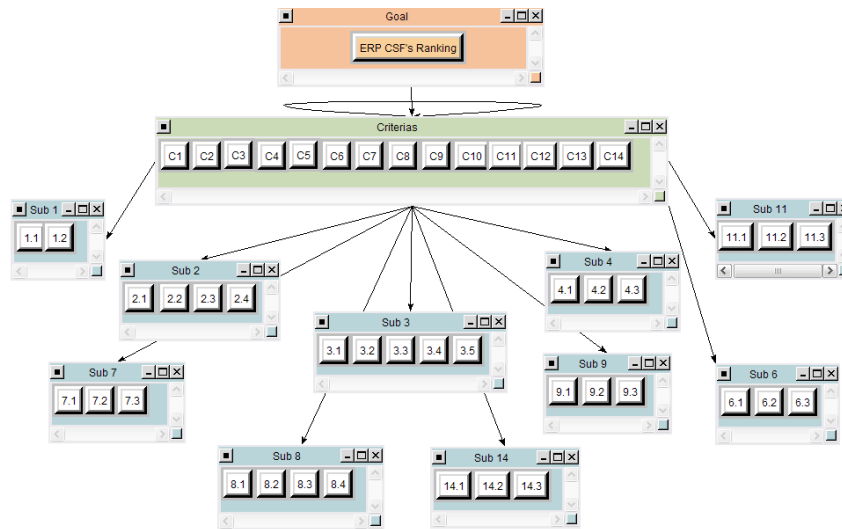 Goal
ERP CSF's Ranking
Criterias
C1 C2 C3 C4 C5 C6 C7 C8 C9 C10 C11 C12 C13 C14
Sub 1
1.1 1.2
Sub 11
11.1 11.2 11.3
Sub 2
2.1 2.2 2.3 2.4
Sub 4
4.1 4.2 4.3
Sub 3
3.1 3.2 3.3 3.4 3.5
Sub 7
7.1 7.2 7.3
Sub 9
9.1 9.2 9.3
Sub 6
6.1 6.2 6.3
Sub 8
8.1 8.2 8.3 8.4
Sub 14
14.1 14.2 14.3